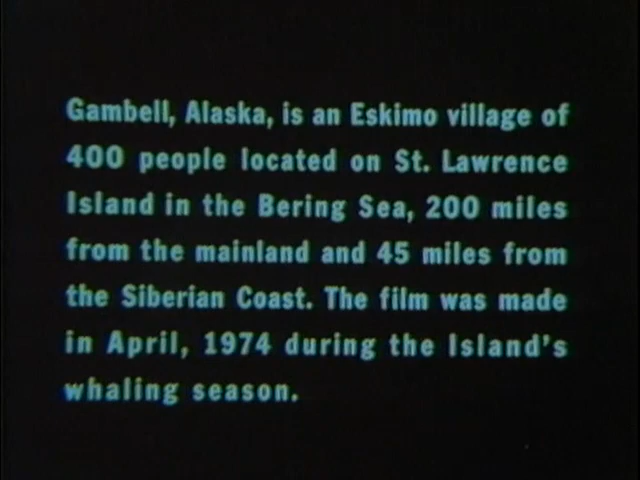 Gambell, Alaska, is an Eskimo village of
400 people located on St. Lawrence
Island in the Bering Sea, 200 miles
from the mainland and 45 miles from
the Siberian Coast. The film was made
in April, 1974 during the Island's
whaling season.